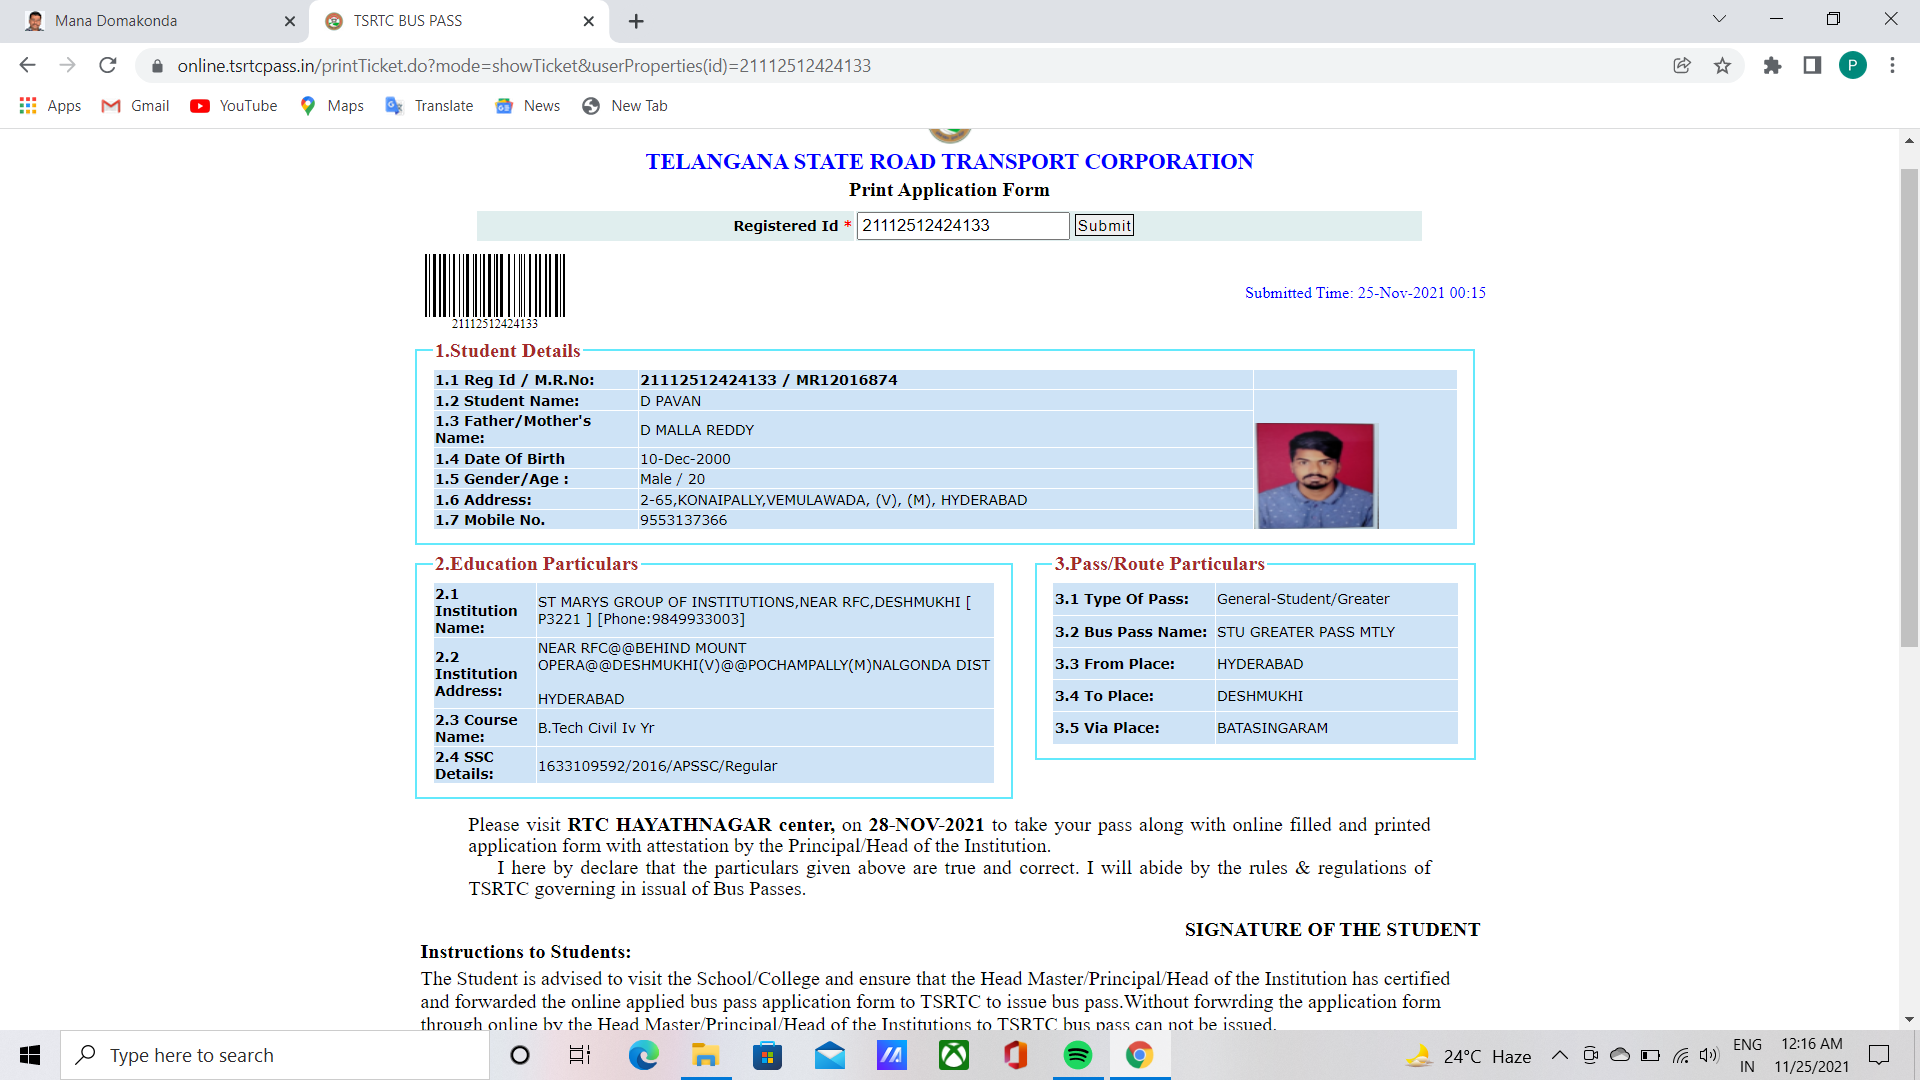 Mana Domakonda
TSRTC BUS PASS
online.tsrtcpass.in/printTicket.do?mode=showTicket&userProperties(id)=21112512424133
P
Apps Gmail YouTube Maps Translate News New Tab
TELANGANA STATE ROAD TRANSPORT CORPORATION
Print Application Form
Registered Id * 21112512424133 Submit
21112512424133
Submitted Time: 25-Nov-2021 00:15
1.Student Details
1.1 Reg Id / M.R.No: 21112512424133 / MR12016874
1.2 Student Name: D PAVAN
1.3 Father/Mother's
Name: D MALLA REDDY
1.4 Date Of Birth 10-Dec-2000
1.5 Gender/Age : Male / 20
1.6 Address: 2-65,KONAIPALLY,VEMULAWADA, (V), (M), HYDERABAD
1.7 Mobile No. 9553137366
2.Education Particulars
2.1
Institution
Name:
ST MARYS GROUP OF INSTITUTIONS,NEAR RFC,DESHMUKHI [
P3221 ] [Phone:9849933003]
2.2
Institution
Address:
NEAR RFC@@BEHIND MOUNT
OPERA@@DESHMUKHI(V)@@POCHAMPALLY(M)NALGONDA DIST
HYDERABAD
2.3 Course
Name: B.Tech Civil Iv Yr
2.4 SSC
Details: 1633109592/2016/APSSC/Regular
3.Pass/Route Particulars
3.1 Type Of Pass: General-Student/Greater
3.2 Bus Pass Name: STU GREATER PASS MTLY
3.3 From Place: HYDERABAD
3.4 To Place: DESHMUKHI
3.5 Via Place: BATASINGARAM
Please visit RTC HAYATHNAGAR center, on 28-NOV-2021 to take your pass along with online filled and printed
application form with attestation by the Principal/Head of the Institution.
I here by declare that the particulars given above are true and correct. I will abide by the rules & regulations of
TSRTC governing in issual of Bus Passes.
SIGNATURE OF THE STUDENT
Instructions to Students:
The Student is advised to visit the School/College and ensure that the Head Master/Principal/Head of the Institution has certified
and forwarded the online applied bus pass application form to TSRTC to issue bus pass.Without forwrding the application form
through online by the Head Master/Principal/Head of the Institutions to TSRTC bus pass can not be issued.
Type here to search
24°C Haze
ENG
IN
12:16 AM
11/25/2021